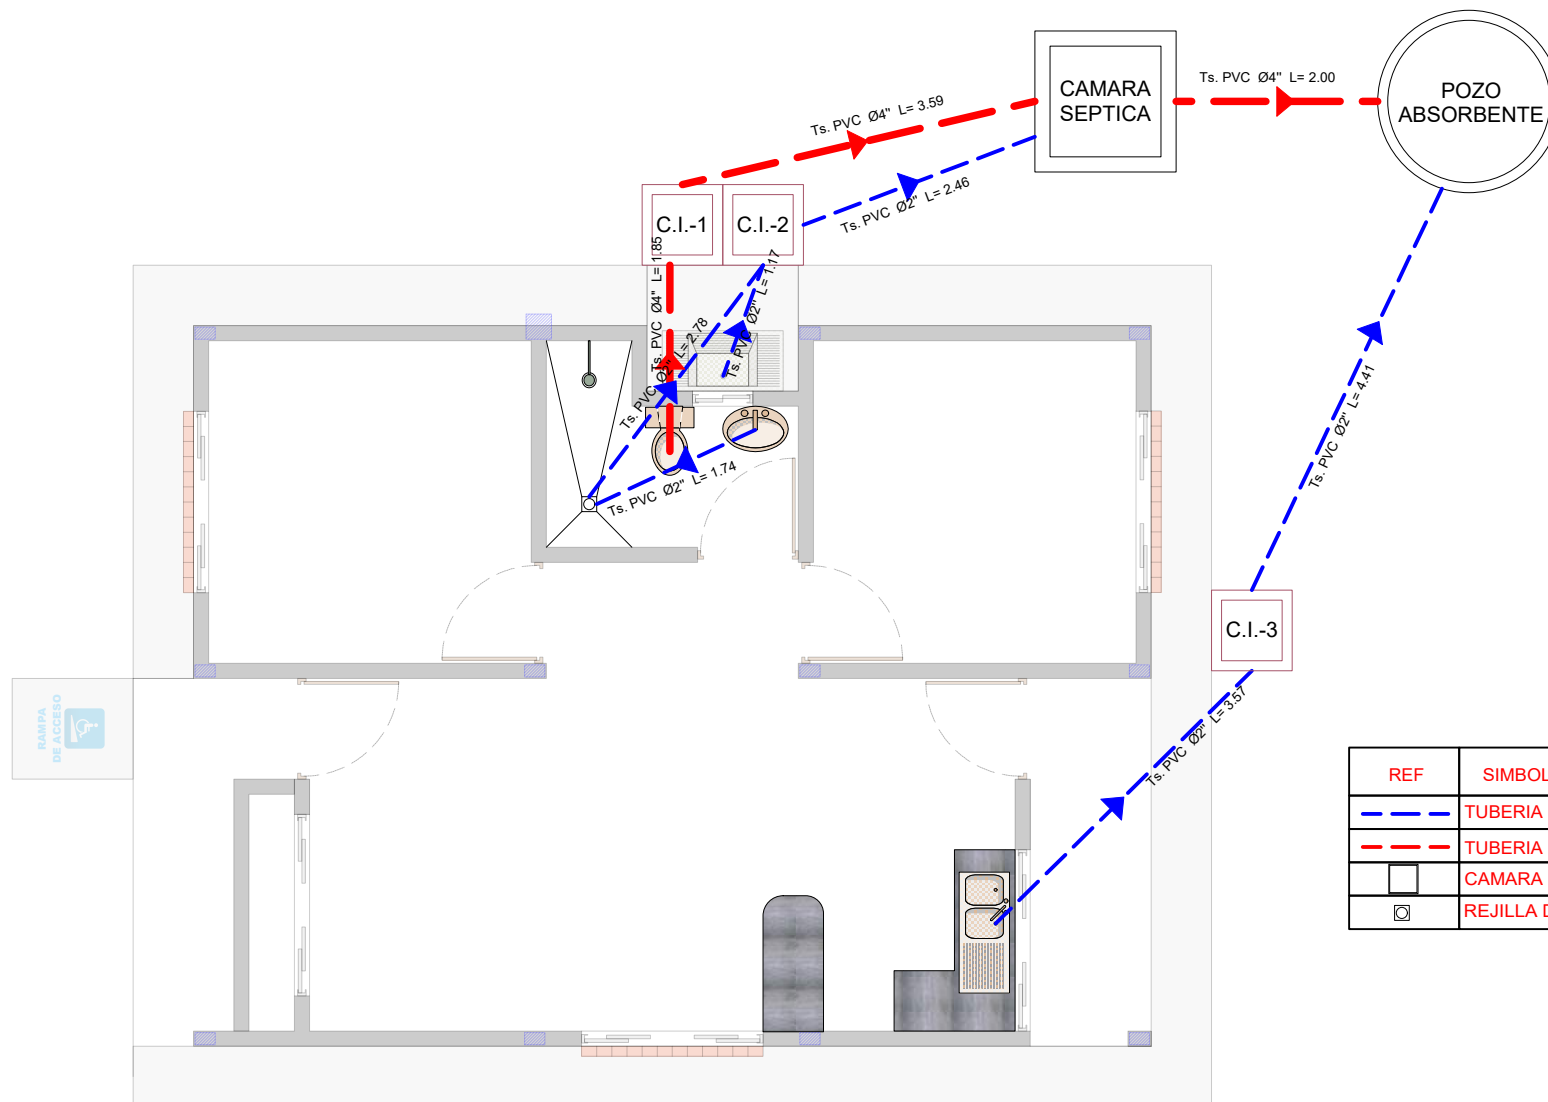 CAMARA
SEPTICA
POZO
ABSORBENTE
Ts. PVC Ø4" L= 2.00
Ts. PVC Ø4" L= 3.59
Ts. PVC Ø2" L= 2.46
C.I.-1
C.I.-2
Ts. PVC Ø4" L= 1.85
Ts. PVC Ø2" L= 2.78
Ts. PVC Ø2" L= 1.17
Ts. PVC Ø2" L= 1.74
Ts. PVC Ø2" L= 4.41
C.I.-3
Ts. PVC Ø2" L= 3.57
RAMPA
DE ACCESO
REF SIMBOL
TUBERIA
TUBERIA
CAMARA
REJILLA D